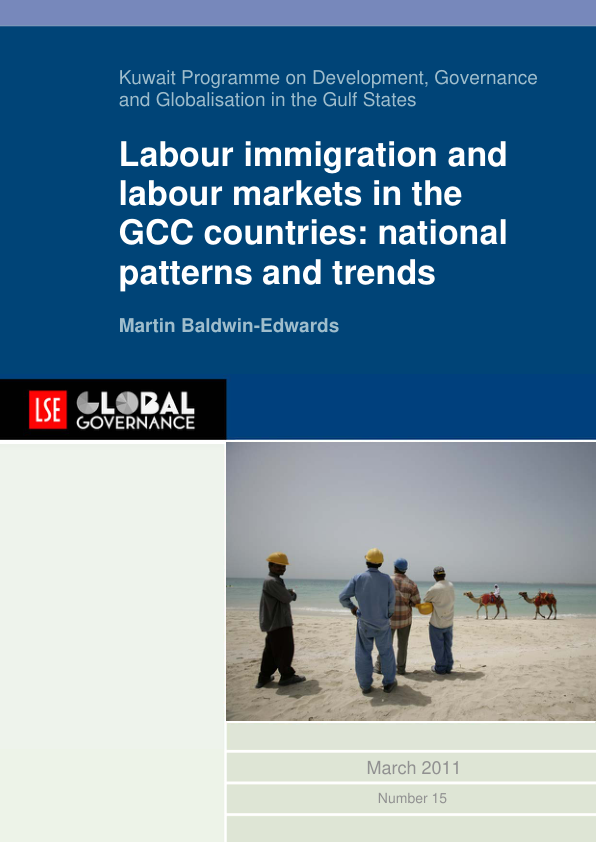 Kuwait Programme on Development, Governance
and Globalisation in the Gulf States
Labour immigration and
labour markets in the
GCC countries: national
patterns and trends
Martin Baldwin-Edwards
LSE GLOBAL
GOVERNANCE
March 2011
Number 15